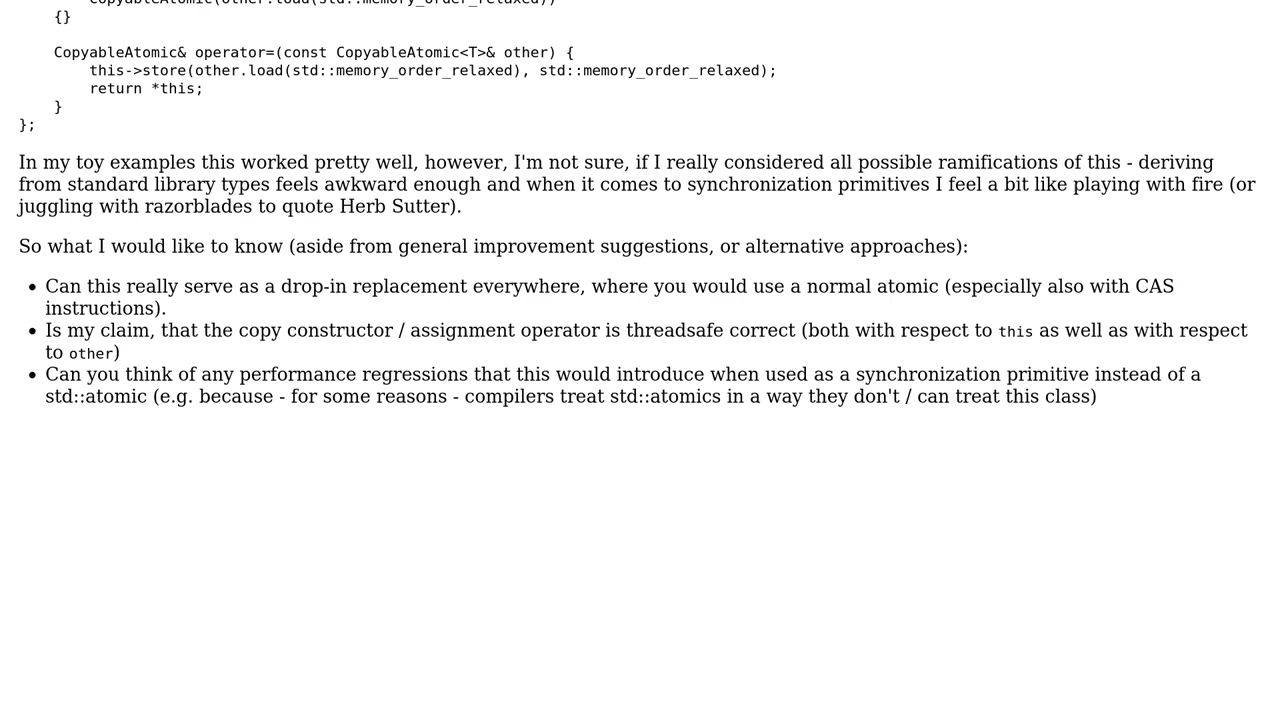 CopyableAtomic(other.load(std::memory_order_relaxed))
{}
CopyableAtomic& operator=(const CopyableAtomic<T>& other) {
this->store(other.load(std::memory_order_relaxed), std::memory_order_relaxed);
return *this;
}
};
In my toy examples this worked pretty well, however, I'm not sure, if I really considered all possible ramifications of this - deriving
from standard library types feels awkward enough and when it comes to synchronization primitives I feel a bit like playing with fire (or
juggling with razorblades to quote Herb Sutter).
So what I would like to know (aside from general improvement suggestions, or alternative approaches):
• Can this really serve as a drop-in replacement everywhere, where you would use a normal atomic (especially also with CAS
instructions).
• Is my claim, that the copy constructor / assignment operator is threadsafe correct (both with respect to this as well as with respect
to other)
• Can you think of any performance regressions that this would introduce when used as a synchronization primitive instead of a
std::atomic (e.g. because - for some reasons - compilers treat std::atomics in a way they don't / can treat this class)